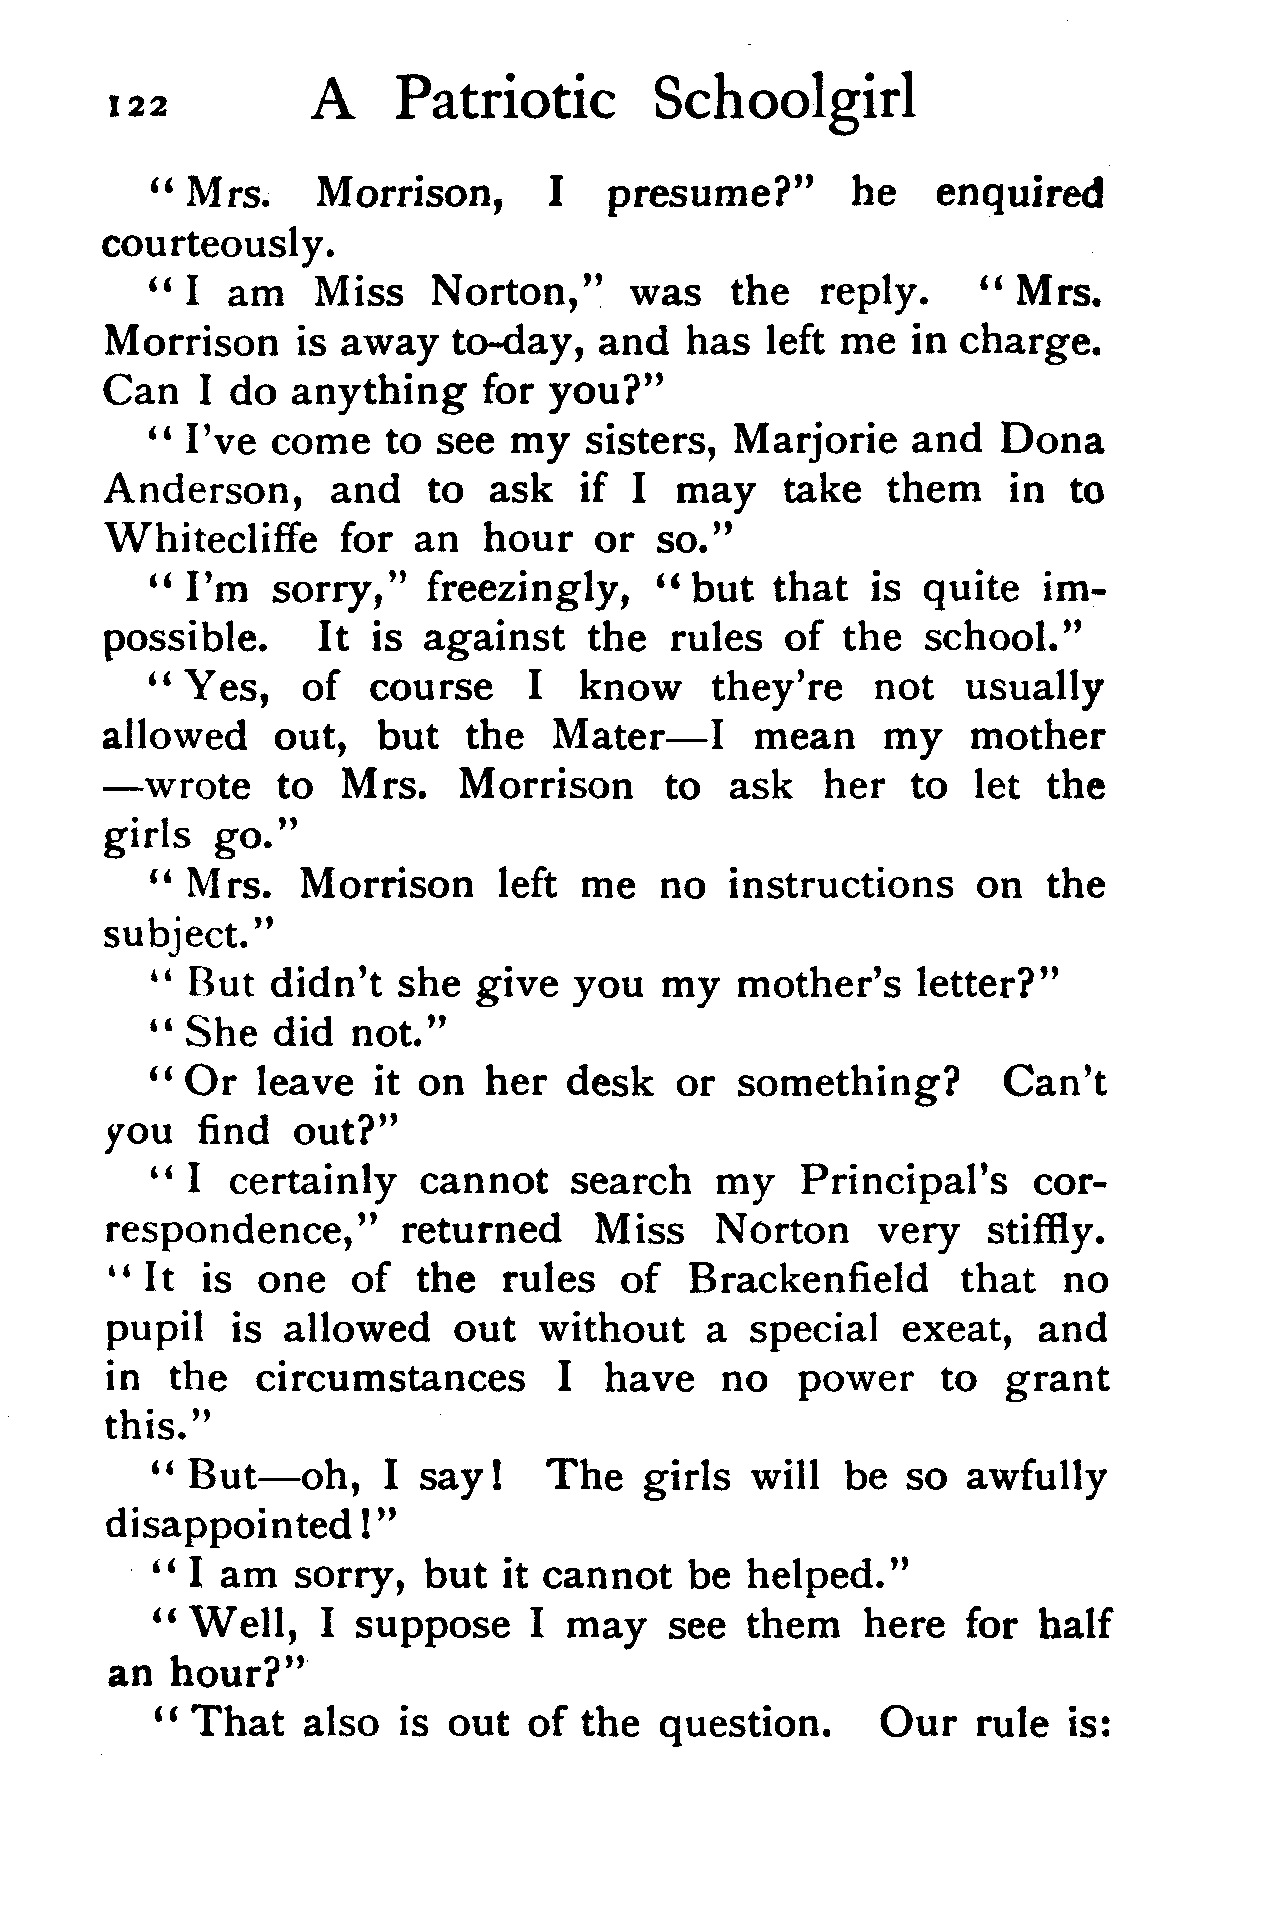 122 A Patriotic Schoolgirl
“ Mrs. Morrison, I presume?” he enquired
courteously.
“ I am Miss Norton,” was the reply. “ Mrs.
Morrison is away to-day, and has left me in charge.
Can I do anything for you?”
“ I’ve come to see my sisters, Marjorie and Dona
Anderson, and to ask if I may take them in to
Whitecliffe for an hour or so.”
“ I’m sorry,” freezingly, “ but that is quite im-
possible. It is against the rules of the school.”
“ Yes, of course I know they’re not usually
allowed out, but the Mater—I mean my mother
—wrote to Mrs. Morrison to ask her to let the
girls go.”
“ Mrs. Morrison left me no instructions on the
subject.”
“ But didn’t she give you my mother’s letter?”
“ She did not.”
“ Or leave it on her desk or something? Can’t
you find out?”
“ I certainly cannot search my Principal’s cor-
respondence,” returned Miss Norton very stiffly.
“ It is one of the rules of Brackenfield that no
pupil is allowed out without a special exeat, and
in the circumstances I have no power to grant
this.”
“ But—oh, I say! The girls will be so awfully
disappointed!”
“ I am sorry, but it cannot be helped.”
“ Well, I suppose I may see them here for half
an hour?”
“ That also is out of the question. Our rule is: